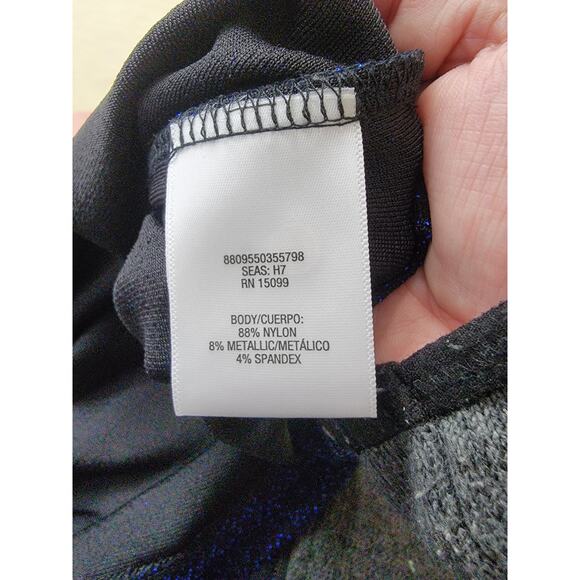 8809550355798
SEAS: H7
RN 15099
BODY/CUERPO:
88% NYLON
8% METALLIC/METÁLICO
4% SPANDEX